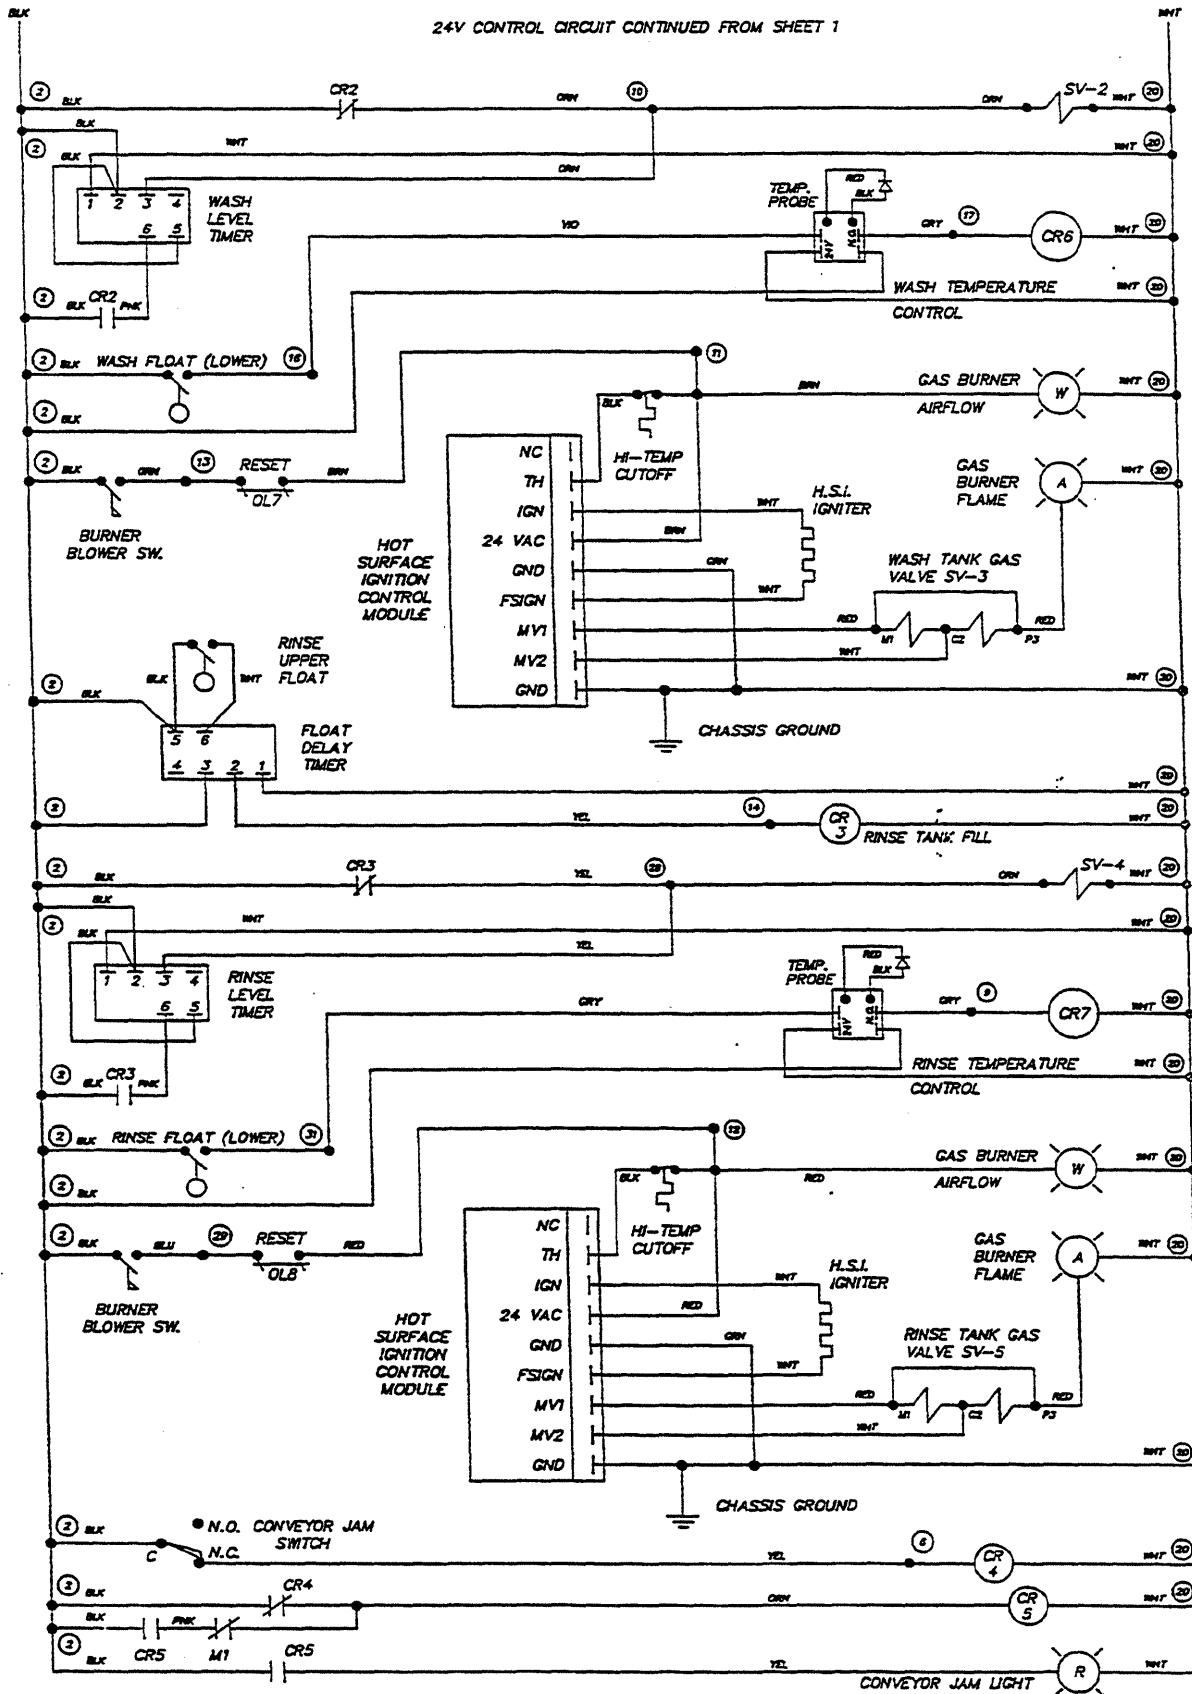 BLK 24V CONTROL CIRCUIT CONTINUED FROM SHEET 1 WHT
2 BLK CR2 ORN 10 ORN SV-2 WHT 20
BLK
2 BLK WHT WHT 20
ORN
1 2 3 4
6 5
WASH
LEVEL
TIMER
TEMP.
PROBE
RED
BLK
VIO 24V N.O. GRY 17 CR6 WHT 20
2 BLK CR2 PNK
WASH TEMPERATURE
CONTROL
WHT 20
2 BLK WASH FLOAT (LOWER) 16
11
2 BLK
BLK BRN GAS BURNER
AIRFLOW
W WHT 20
HI-TEMP
CUTOFF
2 BLK ORN 13 RESET BRN
OL7
BURNER
BLOWER SW.
HOT
SURFACE
IGNITION
CONTROL
MODULE
NC
TH
IGN WHT
24 VAC BRN
GND GRN
FSIGN WHT
MV1 RED
MV2 WHT
GND WHT 20
H.S.I.
IGNITER
GAS
BURNER
FLAME
A WHT 20
WASH TANK GAS
VALVE SV-3
M1 C2 P3 RED
CHASSIS GROUND
RINSE
UPPER
FLOAT
BLK WHT
2 BLK
5 6
4 3 2 1
FLOAT
DELAY
TIMER
WHT 20
2 YEL 14 CR
3
RINSE TANK FILL WHT 20
2 BLK CR3 YEL 28 ORN SV-4 WHT 20
BLK
2 BLK WHT WHT 20
YEL
1 2 3 4
6 5
RINSE
LEVEL
TIMER
TEMP.
PROBE
RED
BLK
GRY 24V N.O. GRY 9 CR7 WHT 20
2 BLK CR3 PNK
RINSE TEMPERATURE
CONTROL
WHT 20
2 BLK RINSE FLOAT (LOWER) 31
12
2 BLK
BLK RED GAS BURNER
AIRFLOW
W WHT 20
HI-TEMP
CUTOFF
2 BLK BLU 29 RESET RED
OL8
BURNER
BLOWER SW.
HOT
SURFACE
IGNITION
CONTROL
MODULE
NC
TH
IGN WHT
24 VAC RED
GND GRN
FSIGN WHT
MV1 RED
MV2 WHT
GND WHT 20
H.S.I.
IGNITER
GAS
BURNER
FLAME
A WHT 20
RINSE TANK GAS
VALVE SV-5
M1 C2 P3 RED
CHASSIS GROUND
2 BLK C N.O. CONVEYOR JAM
SWITCH
N.C. YEL 6 CR
4
WHT 20
2 BLK CR4 ORN CR
5
WHT 20
BLK CR5 PNK M1
2 BLK CR5 YEL CONVEYOR JAM LIGHT R WHT